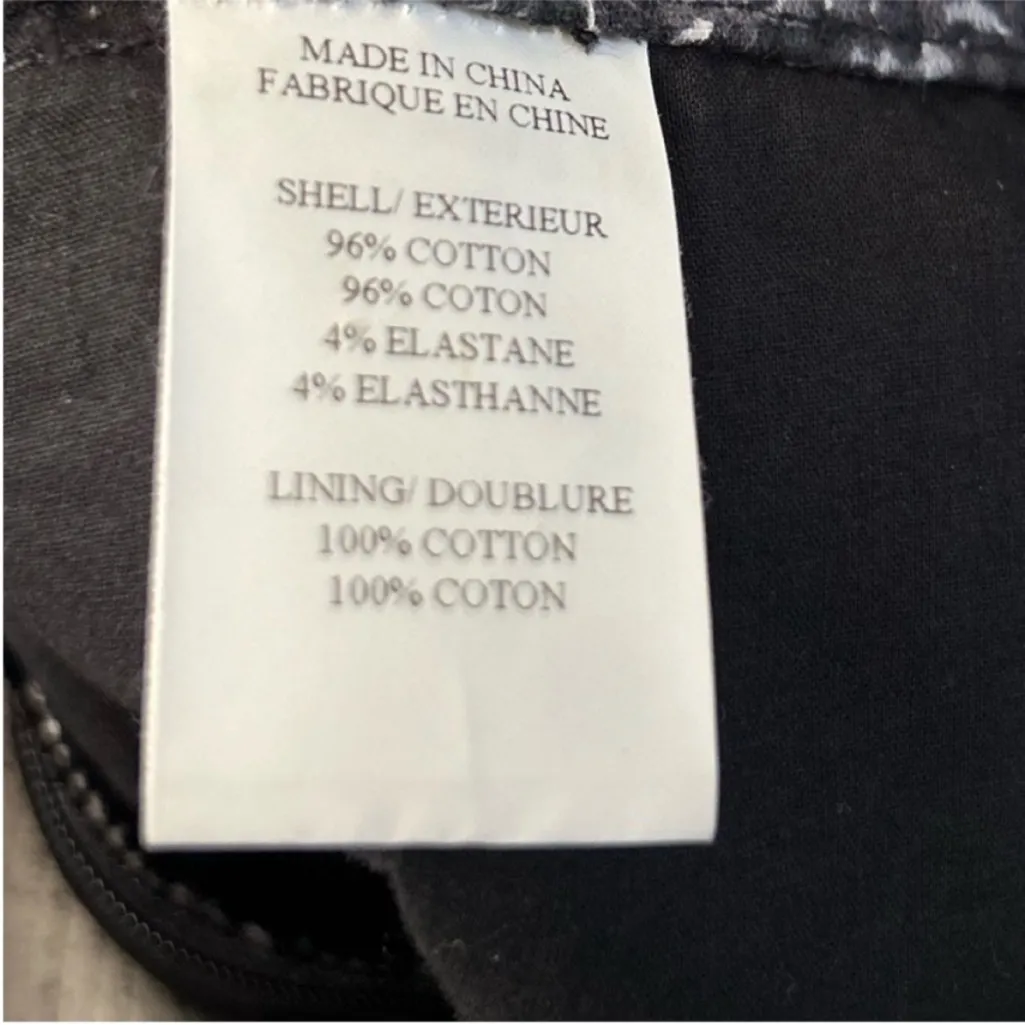 MADE IN CHINA
FABRIQUE EN CHINE
SHELL/ EXTERIEUR
96% COTTON
96% COTON
4% ELASTANE
4% ELASTHANNE
LINING/ DOUBLURE
100% COTTON
100% COTON